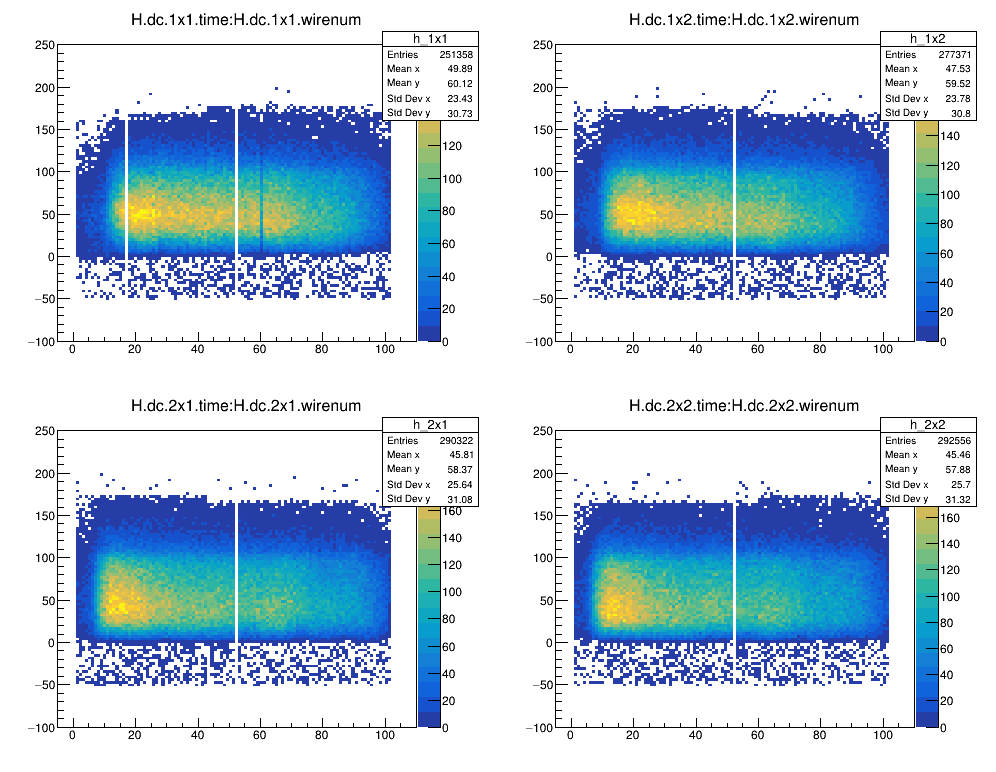 H.dc.1x1.time:H.dc.1x1.wirenum
h_1x1
Entries 251358
Mean x 49.89
Mean y 60.12
Std Dev x 23.43
Std Dev y 30.73
250
200
150
100
50
0
−50
−100
0 20 40 60 80 100
120
100
80
60
40
20
0
H.dc.1x2.time:H.dc.1x2.wirenum
h_1x2
Entries 277371
Mean x 47.53
Mean y 59.52
Std Dev x 23.78
Std Dev y 30.8
250
200
150
100
50
0
−50
−100
0 20 40 60 80 100
140
120
100
80
60
40
20
0
H.dc.2x1.time:H.dc.2x1.wirenum
h_2x1
Entries 290322
Mean x 45.81
Mean y 58.37
Std Dev x 25.64
Std Dev y 31.08
250
200
150
100
50
0
−50
−100
0 20 40 60 80 100
160
140
120
100
80
60
40
20
0
H.dc.2x2.time:H.dc.2x2.wirenum
h_2x2
Entries 292556
Mean x 45.46
Mean y 57.88
Std Dev x 25.7
Std Dev y 31.32
250
200
150
100
50
0
−50
−100
0 20 40 60 80 100
160
140
120
100
80
60
40
20
0